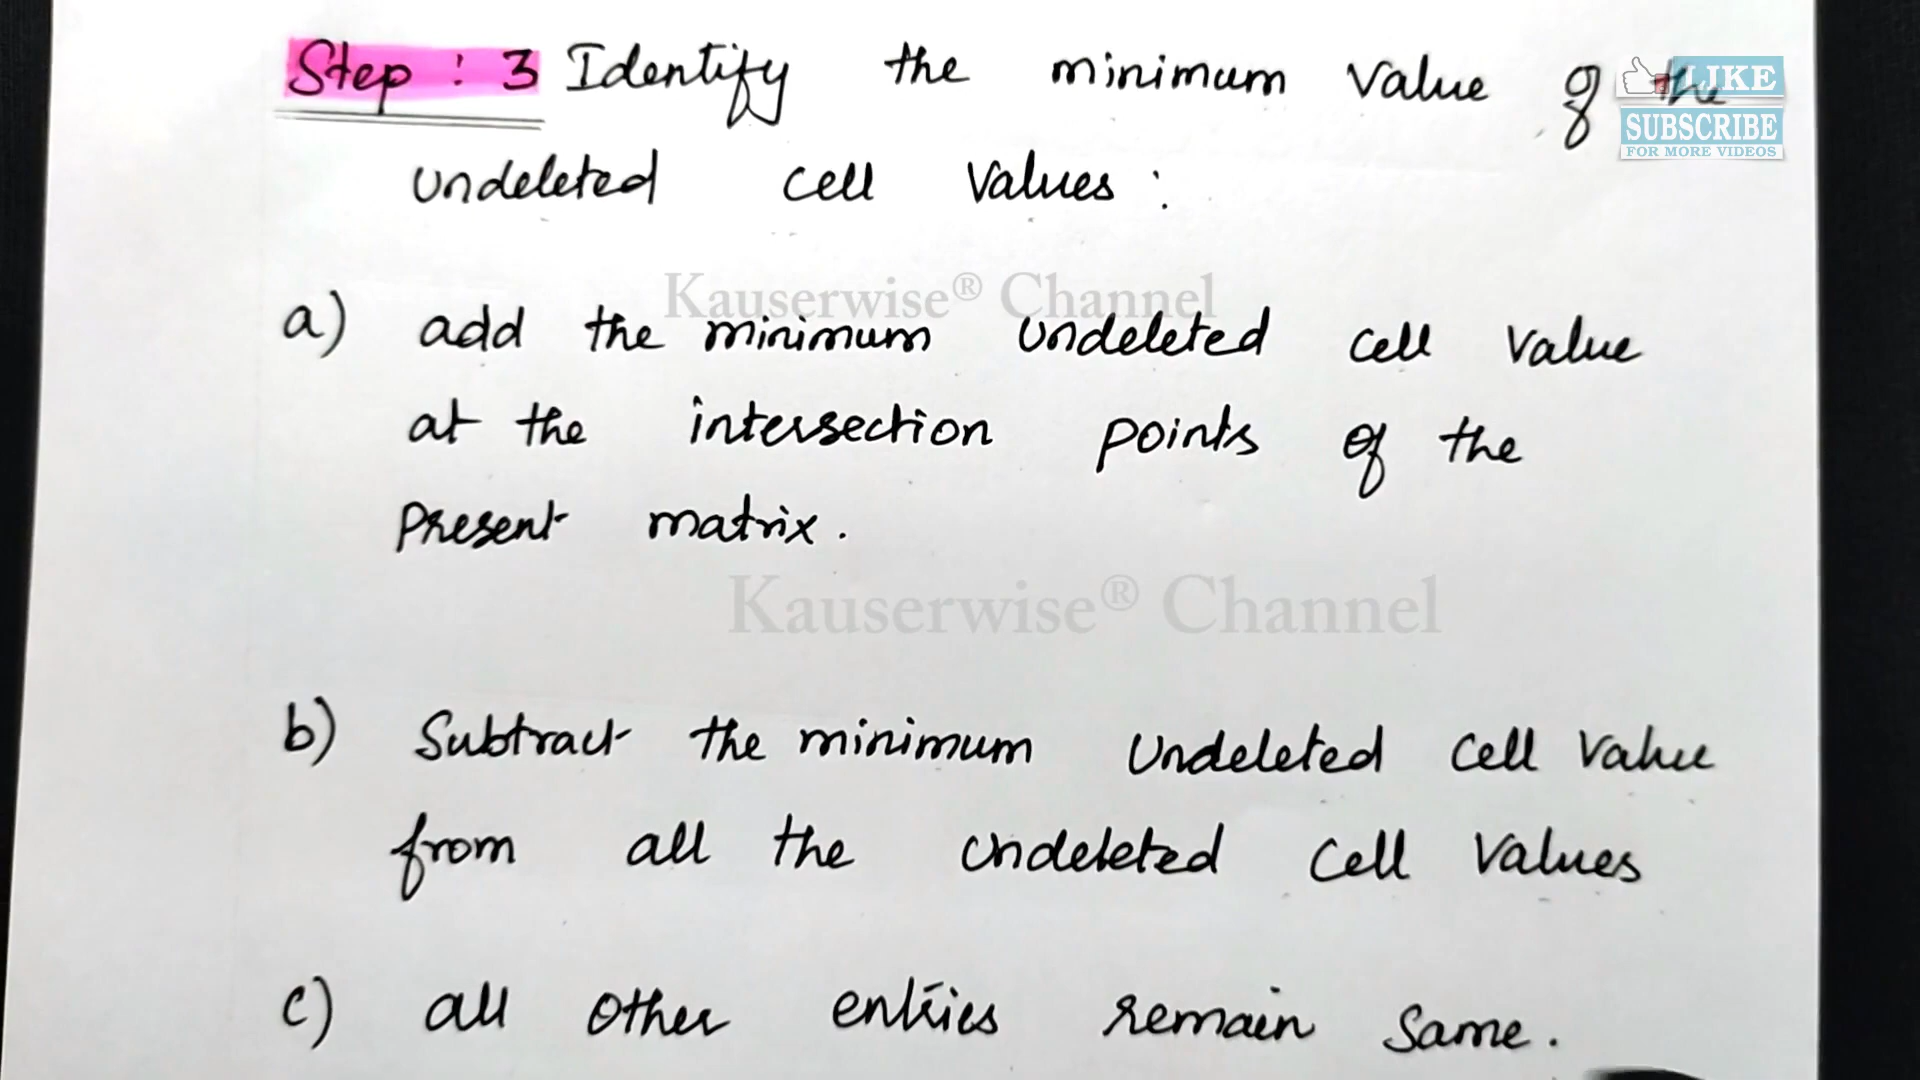 Step : 3 Identify the minimum value of the
undeleted cell values :
a) add the minimum undeleted cell value
at the intersection points of the
present matrix.
b) Subtract the minimum undeleted cell value
from all the undeleted cell values
c) all other entries remain same.
LIKE
SUBSCRIBE
FOR MORE VIDEOS
Kauserwise® Channel
Kauserwise® Channel